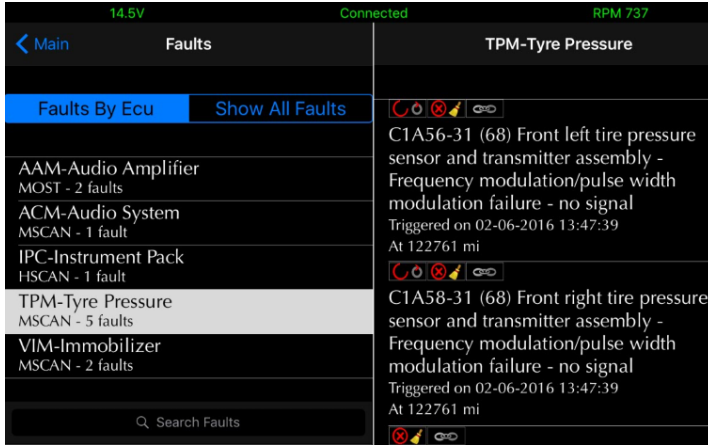 14.5V
Connected
RPM 737
Main
Faults
TPM-Tyre Pressure
Faults By Ecu
Show All Faults
AAM-Audio Amplifier
MOST - 2 faults
ACM-Audio System
MSCAN - 1 fault
IPC-Instrument Pack
HSCAN - 1 fault
TPM-Tyre Pressure
MSCAN - 5 faults
VIM-Immobilizer
MSCAN - 2 faults
Search Faults
C1A56-31 (68) Front left tire pressure
sensor and transmitter assembly -
Frequency modulation/pulse width
modulation failure - no signal
Triggered on 02-06-2016 13:47:39
At 122761 mi
C1A58-31 (68) Front right tire pressure
sensor and transmitter assembly -
Frequency modulation/pulse width
modulation failure - no signal
Triggered on 02-06-2016 13:47:39
At 122761 mi